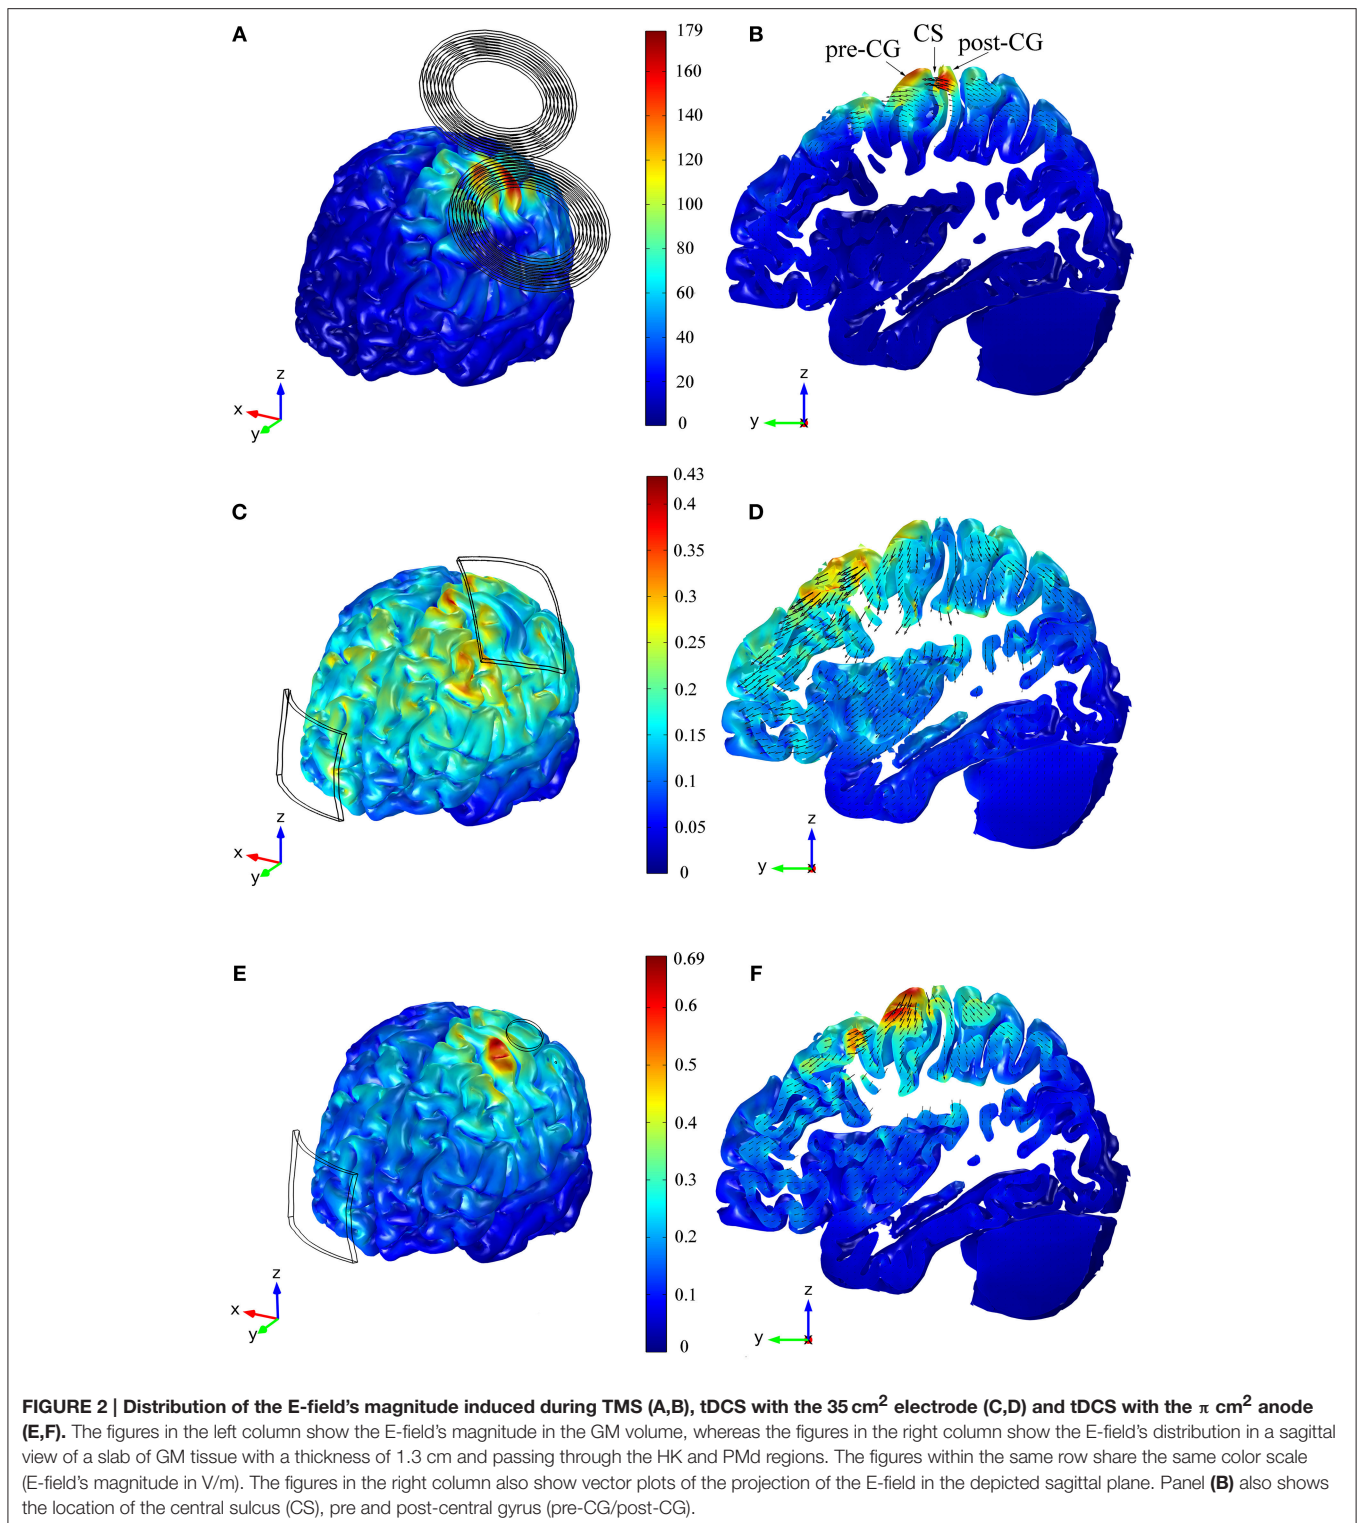 A
179
160
140
120
100
80
60
40
20
0
z
x
y
B
pre-CG
CS
post-CG
z
y
C
0.43
0.4
0.35
0.3
0.25
0.2
0.15
0.1
0.05
0
z
x
y
D
z
y
E
0.69
0.6
0.5
0.4
0.3
0.2
0.1
0
z
x
y
F
z
y
FIGURE 2 | Distribution of the E-field's magnitude induced during TMS (A,B), tDCS with the 35 cm² electrode (C,D) and tDCS with the π cm² anode
(E,F). The figures in the left column show the E-field's magnitude in the GM volume, whereas the figures in the right column show the E-field's distribution in a sagittal
view of a slab of GM tissue with a thickness of 1.3 cm and passing through the HK and PMd regions. The figures within the same row share the same color scale
(E-field's magnitude in V/m). The figures in the right column also show vector plots of the projection of the E-field in the depicted sagittal plane. Panel (B) also shows
the location of the central sulcus (CS), pre and post-central gyrus (pre-CG/post-CG).